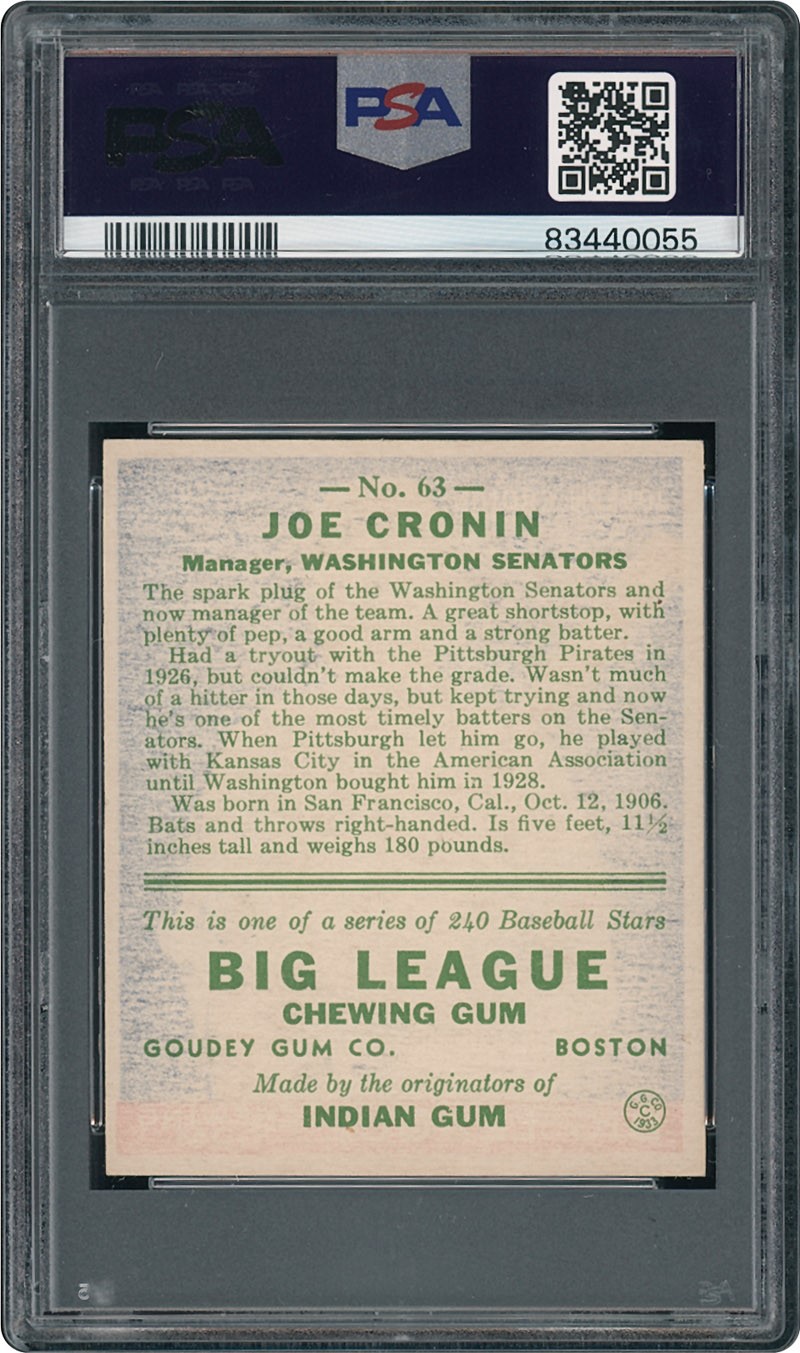 PSA
PSA
83440055
— No. 63 —
JOE CRONIN
Manager, WASHINGTON SENATORS
The spark plug of the Washington Senators and
now manager of the team. A great shortstop, with
plenty of pep, a good arm and a strong batter.
Had a tryout with the Pittsburgh Pirates in
1926, but couldn't make the grade. Wasn't much
of a hitter in those days, but kept trying and now
he's one of the most timely batters on the Sen-
ators. When Pittsburgh let him go, he played
with Kansas City in the American Association
until Washington bought him in 1928.
Was born in San Francisco, Cal., Oct. 12, 1906.
Bats and throws right-handed. Is five feet, 11½
inches tall and weighs 180 pounds.
This is one of a series of 240 Baseball Stars
BIG LEAGUE
CHEWING GUM
GOUDEY GUM CO. BOSTON
Made by the originators of
INDIAN GUM
G. G. CO
C
1933